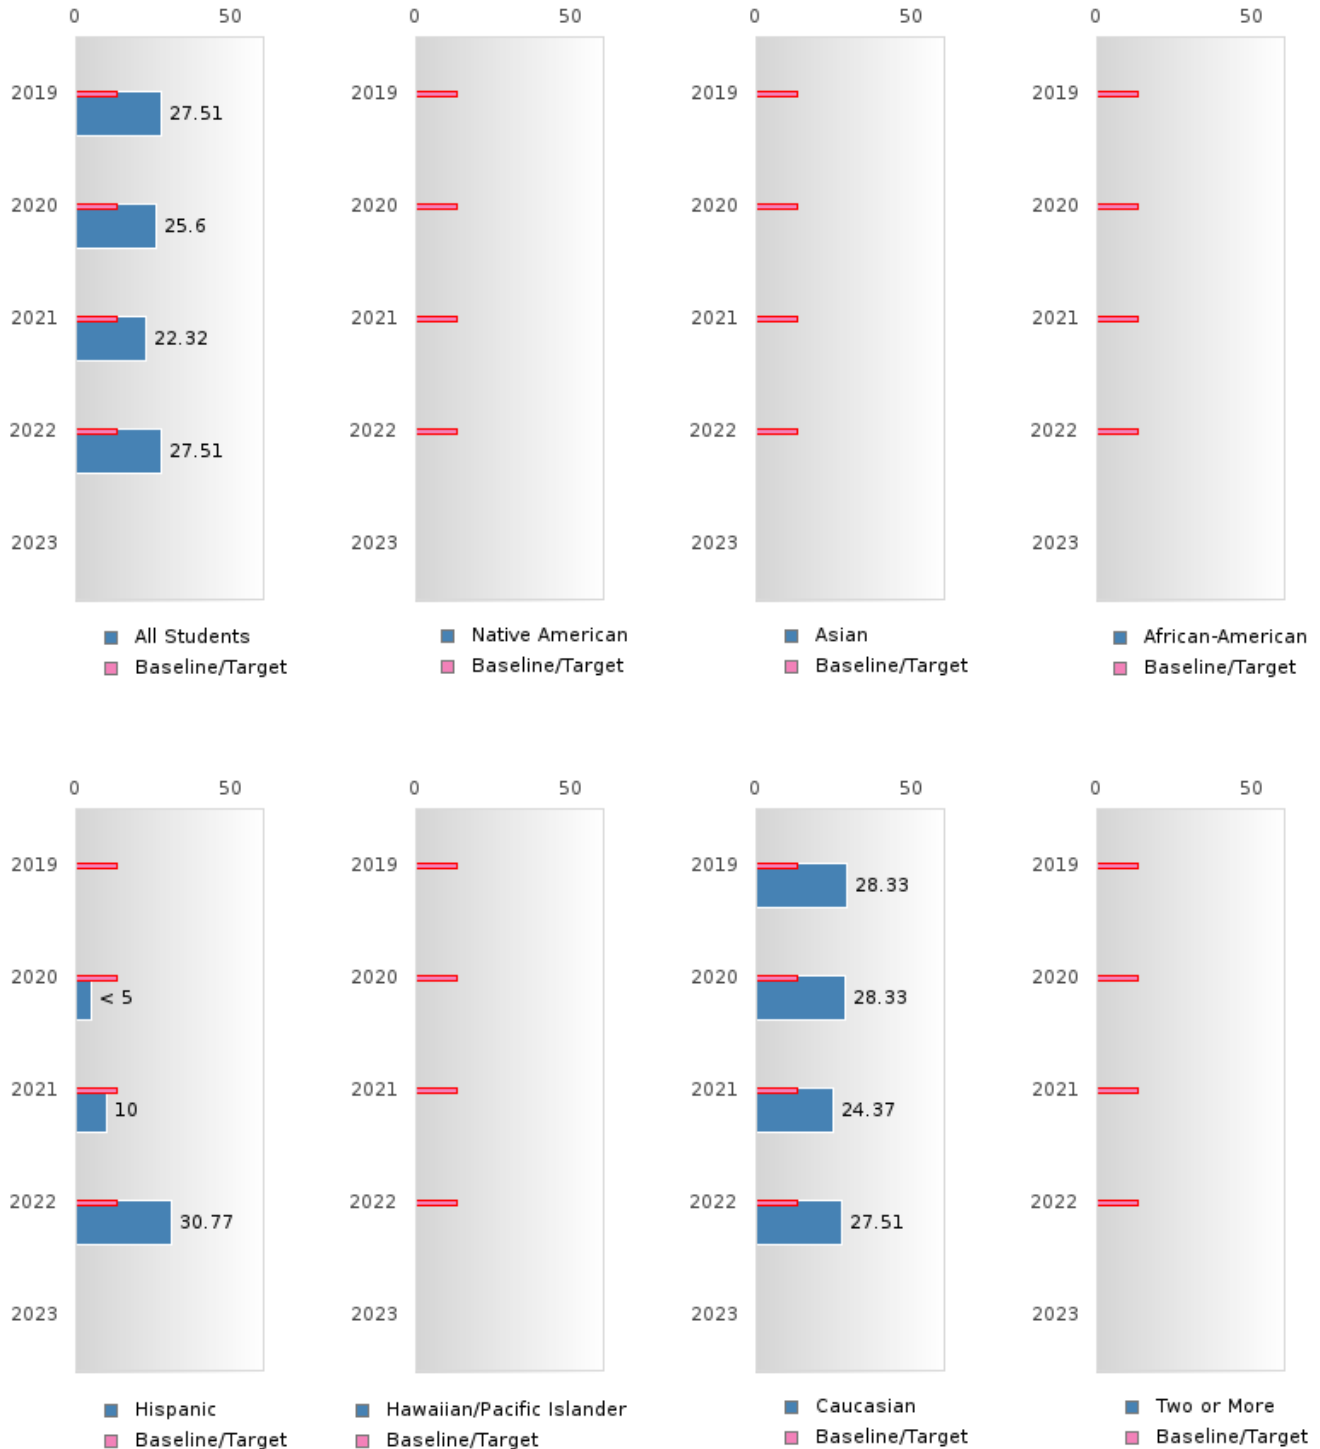 0 50 0 50 0 50 0 50
2019 27.51 2019 2019 2019
2020 25.6 2020 2020 2020
2021 22.32 2021 2021 2021
2022 27.51 2022 2022 2022
2023 2023 2023 2023
All Students Native American Asian African-American
Baseline/Target Baseline/Target Baseline/Target Baseline/Target
0 50 0 50 0 50 0 50
2019 2019 2019 28.33 2019
2020 < 5 2020 2020 28.33 2020
2021 10 2021 2021 24.37 2021
2022 30.77 2022 2022 27.51 2022
2023 2023 2023 2023
Hispanic Hawaiian/Pacific Islander Caucasian Two or More
Baseline/Target Baseline/Target Baseline/Target Baseline/Target